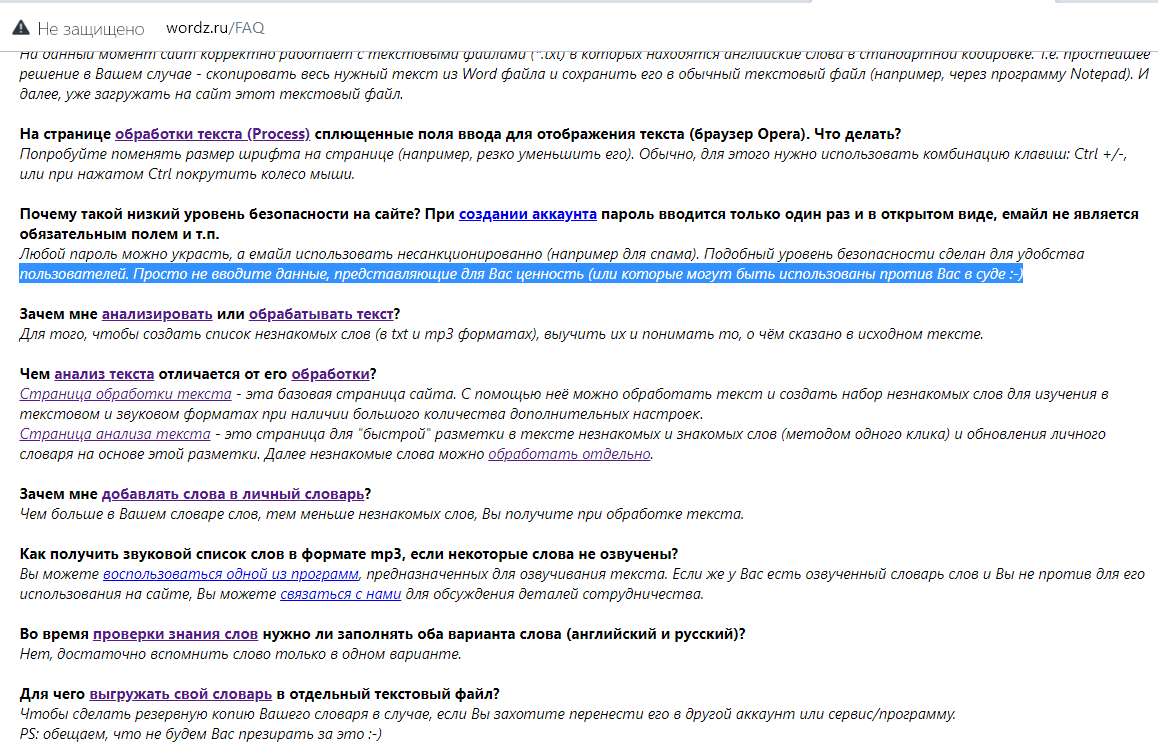 Не защищено wordz.ru/FAQ
На данный момент сайт корректно работает с текстовыми файлами (*.txt) в которых находятся английские слова в стандартной кодировке. Т.е. простейшее
решение в Вашем случае - скопировать весь нужный текст из Word файла и сохранить его в обычный текстовый файл (например, через программу Notepad). И
далее, уже загружать на сайт этот текстовый файл.
На странице обработки текста (Process) сплющенные поля ввода для отображения текста (браузер Opera). Что делать?
Попробуйте поменять размер шрифта на странице (например, резко уменьшить его). Обычно, для этого нужно использовать комбинацию клавиш: Ctrl +/-,
или при нажатом Ctrl покрутить колесо мыши.
Почему такой низкий уровень безопасности на сайте? При создании аккаунта пароль вводится только один раз и в открытом виде, емайл не является
обязательным полем и т.п.
Любой пароль можно украсть, а емайл использовать несанкционированно (например для спама). Подобный уровень безопасности сделан для удобства
пользователей. Просто не вводите данные, представляющие для Вас ценность (или которые могут быть использованы против Вас в суде :-)
Зачем мне анализировать или обрабатывать текст?
Для того, чтобы создать список незнакомых слов (в txt и mp3 форматах), выучить их и понимать то, о чём сказано в исходном тексте.
Чем анализ текста отличается от его обработки?
Страница обработки текста - эта базовая страница сайта. С помощью неё можно обработать текст и создать набор незнакомых слов для изучения в
текстовом и звуковом форматах при наличии большого количества дополнительных настроек.
Страница анализа текста - это страница для "быстрой" разметки в тексте незнакомых и знакомых слов (методом одного клика) и обновления личного
словаря на основе этой разметки. Далее незнакомые слова можно обработать отдельно.
Зачем мне добавлять слова в личный словарь?
Чем больше в Вашем словаре слов, тем меньше незнакомых слов, Вы получите при обработке текста.
Как получить звуковой список слов в формате mp3, если некоторые слова не озвучены?
Вы можете воспользоваться одной из программ, предназначенных для озвучивания текста. Если же у Вас есть озвученный словарь слов и Вы не против для его
использования на сайте, Вы можете связаться с нами для обсуждения деталей сотрудничества.
Во время проверки знания слов нужно ли заполнять оба варианта слова (английский и русский)?
Нет, достаточно вспомнить слово только в одном варианте.
Для чего выгружать свой словарь в отдельный текстовый файл?
Чтобы сделать резервную копию Вашего словаря в случае, если Вы захотите перенести его в другой аккаунт или сервис/программу.
PS: обещаем, что не будем Вас презирать за это :-)